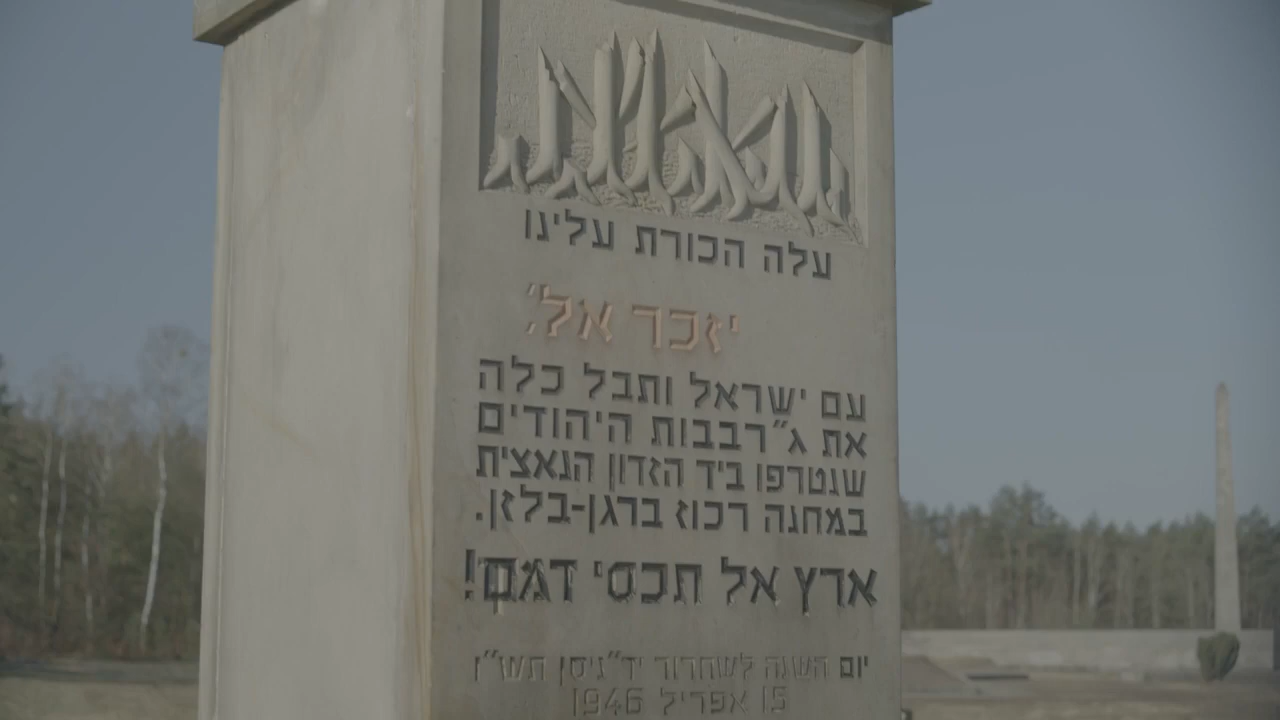 עלה הכורת עלינו
יזכר אל׳:
עם ישראל ותבל כלה
את ג״רבבות היהודים
שנטרפו ביד הזדון הנאצית
במחנה רכוז ברגן-בלזן.
ארץ אל תכסי דמם!
יום השנה לשחרור יד״ניסן תש״ו
15 אפריל 1946